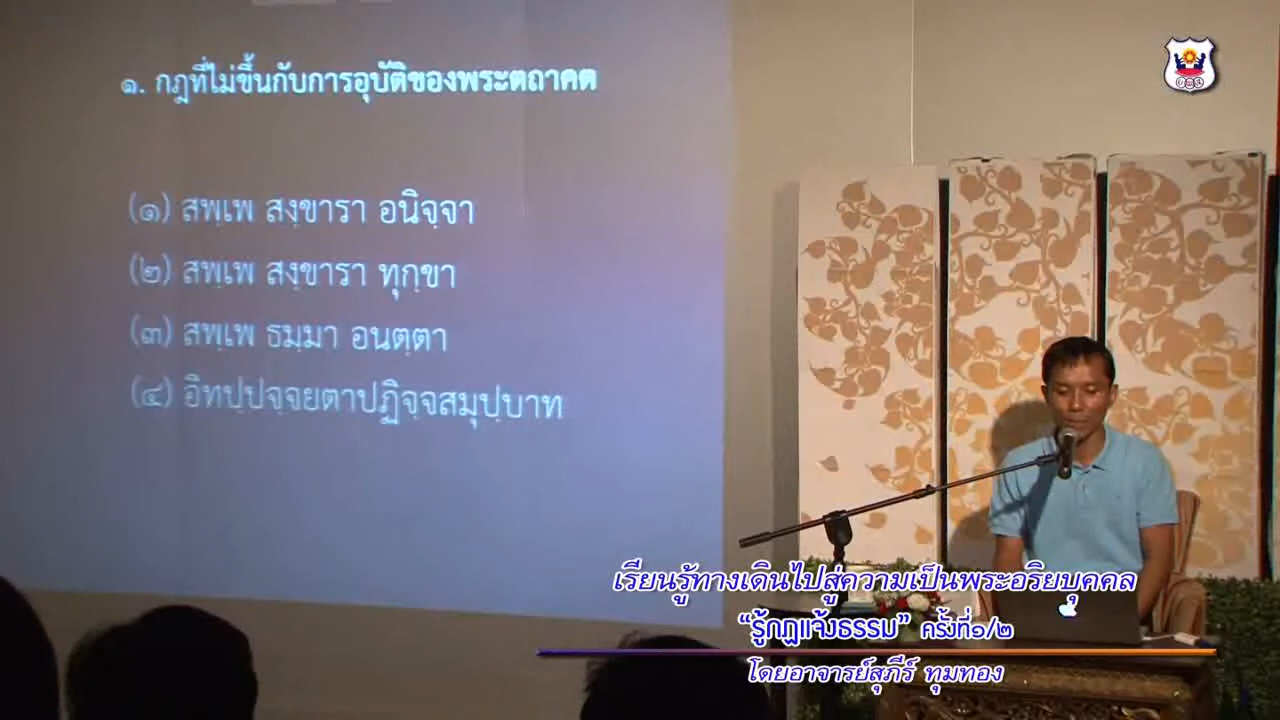 ๑. กฎที่ไม่ขึ้นกับการอุบัติของพระตถาคต
(๑) สพฺเพ สงฺขารา อนิจฺจา
(๒) สพฺเพ สงฺขารา ทุกฺขา
(๓) สพฺเพ ธมฺมา อนตฺตา
(๔) อิทปฺปจฺจยตาปฏิจฺจสมุปฺบาท
เรียนรู้ทางเดินไปสู่ความเป็นพระอริยบุคคล
“รู้กฎแจ้งธรรม” ครั้งที่๑/๒
โดยอาจารย์สุภีร์ ทุมทอง